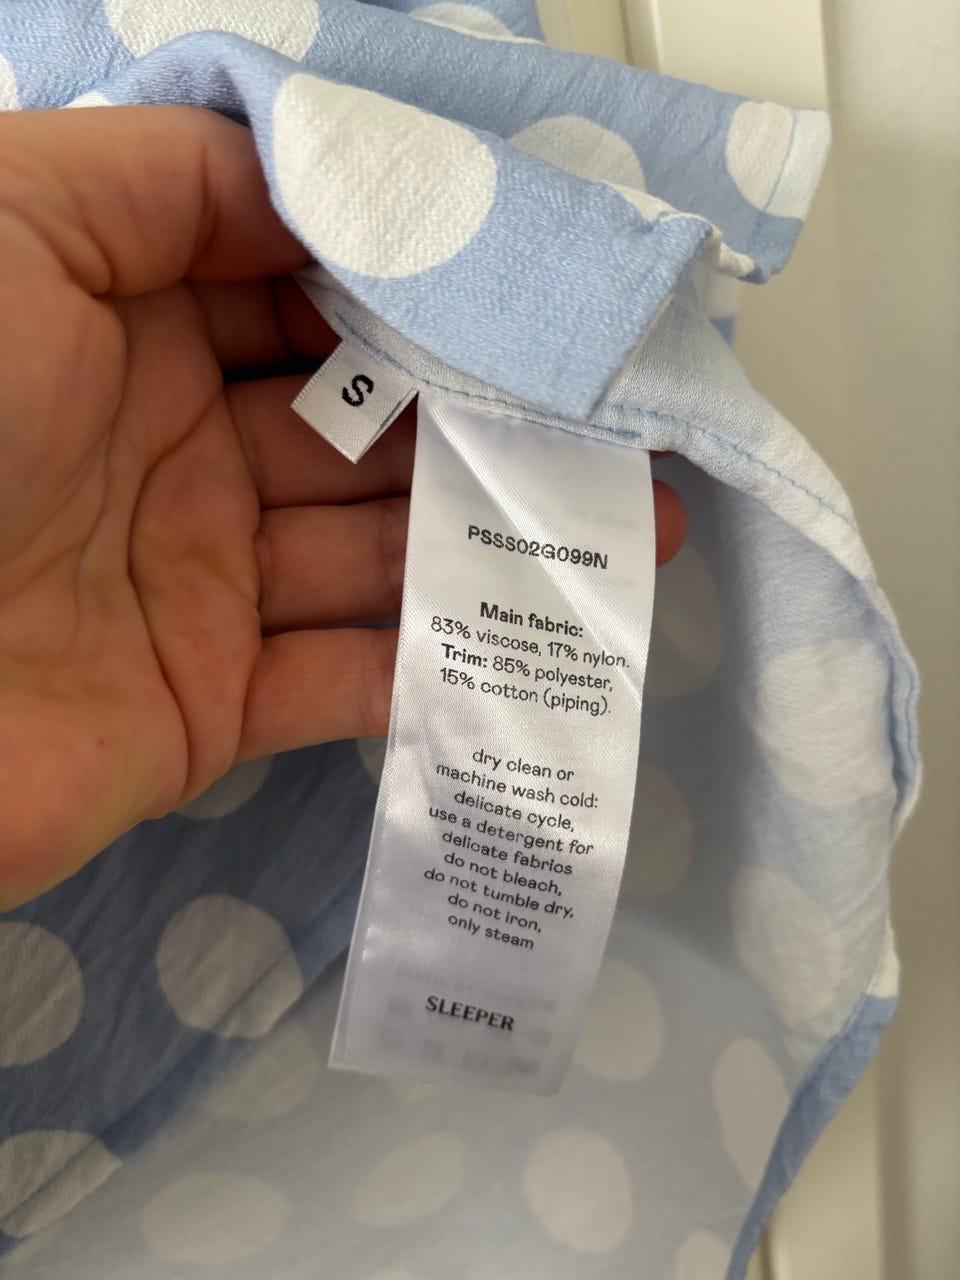 S
PSSS02G099N
Main fabric:
83% viscose, 17% nylon.
Trim: 85% polyester,
15% cotton (piping).
dry clean or
machine wash cold:
delicate cycle,
use a detergent for
delicate fabrics
do not bleach,
do not tumble dry,
do not iron,
only steam
SLEEPER